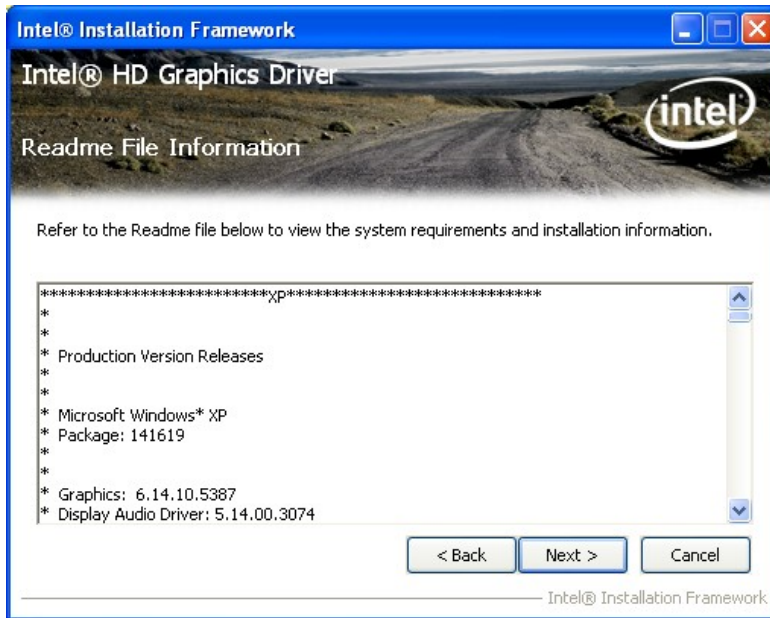 Intel® Installation Framework
Intel® HD Graphics Driver
intel
Readme File Information
Refer to the Readme file below to view the system requirements and installation information.
*************************XP****************************
*
*
* Production Version Releases
*
*
* Microsoft Windows* XP
* Package: 141619
*
*
* Graphics: 6.14.10.5387
* Display Audio Driver: 5.14.00.3074
< Back
Next >
Cancel
Intel® Installation Framework